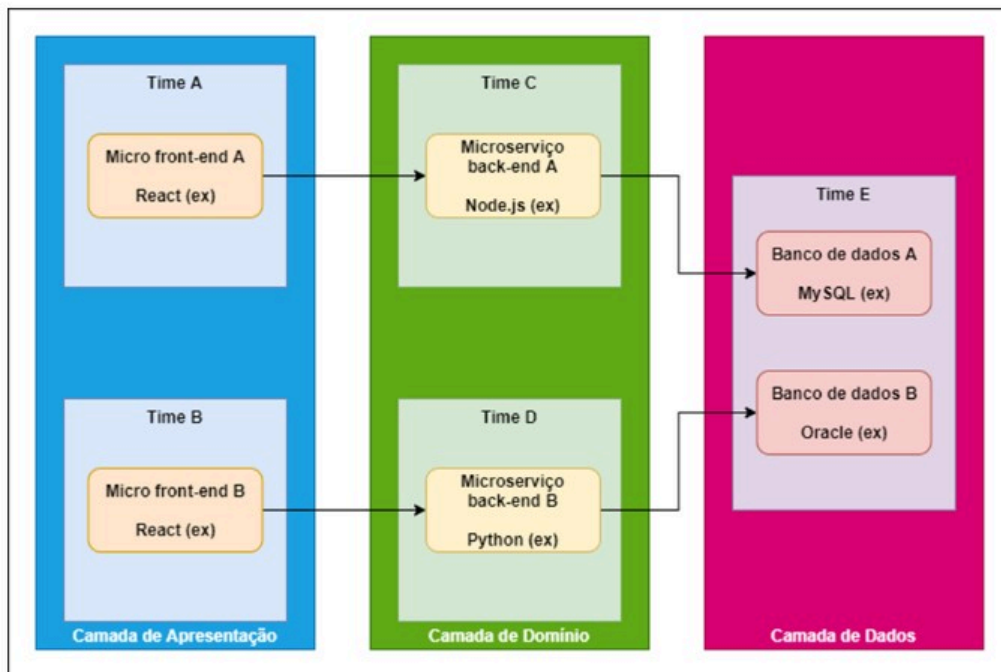 Time A
Micro front-end A
React (ex)
Time B
Micro front-end B
React (ex)
Camada de Apresentação
Time C
Microserviço
back-end A
Node.js (ex)
Time D
Microserviço
back-end B
Python (ex)
Camada de Domínio
Time E
Banco de dados A
MySQL (ex)
Banco de dados B
Oracle (ex)
Camada de Dados